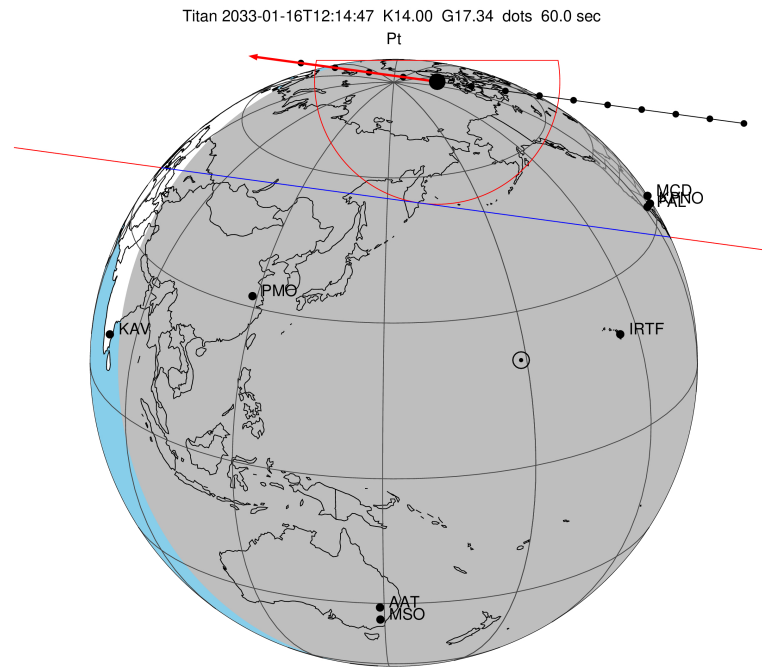 Titan 2033-01-16T12:14:47 K14.00 G17.34 dots 60.0 sec
Pt
MCD
PAL
PMO
KAV
IRTF
AAT
MSO